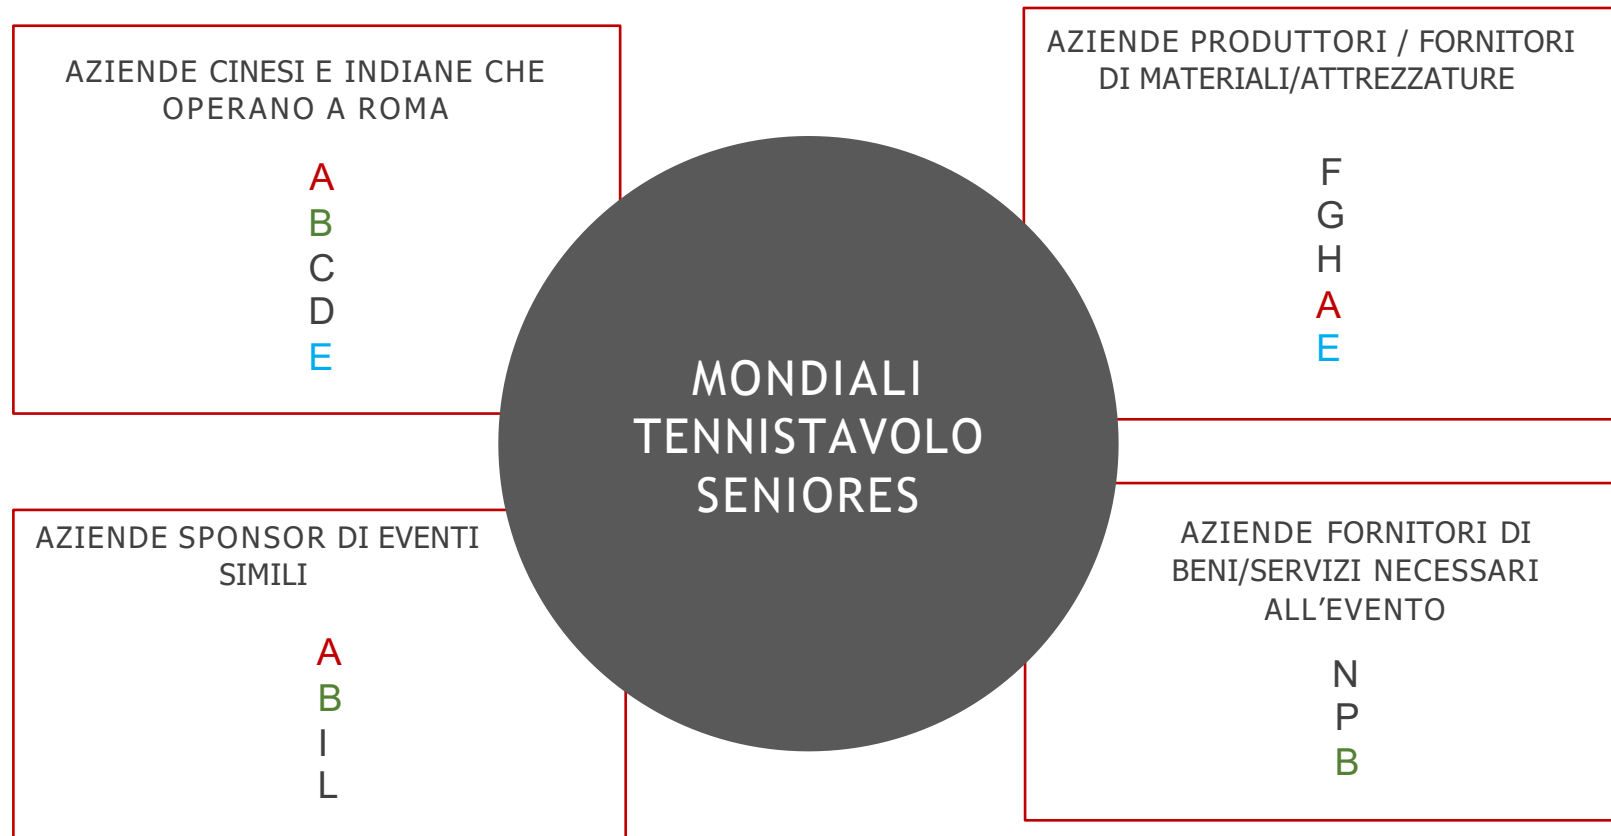 AZIENDE CINESI E INDIANE CHE
OPERANO A ROMA
A
B
C
D
E
AZIENDE PRODUTTORI / FORNITORI
DI MATERIALI/ATTREZZATURE
F
G
H
A
E
MONDIALI
TENNISTAVOLO
SENIORES
AZIENDE SPONSOR DI EVENTI
SIMILI
A
B
I
L
AZIENDE FORNITORI DI
BENI/SERVIZI NECESSARI
ALL’EVENTO
N
P
B